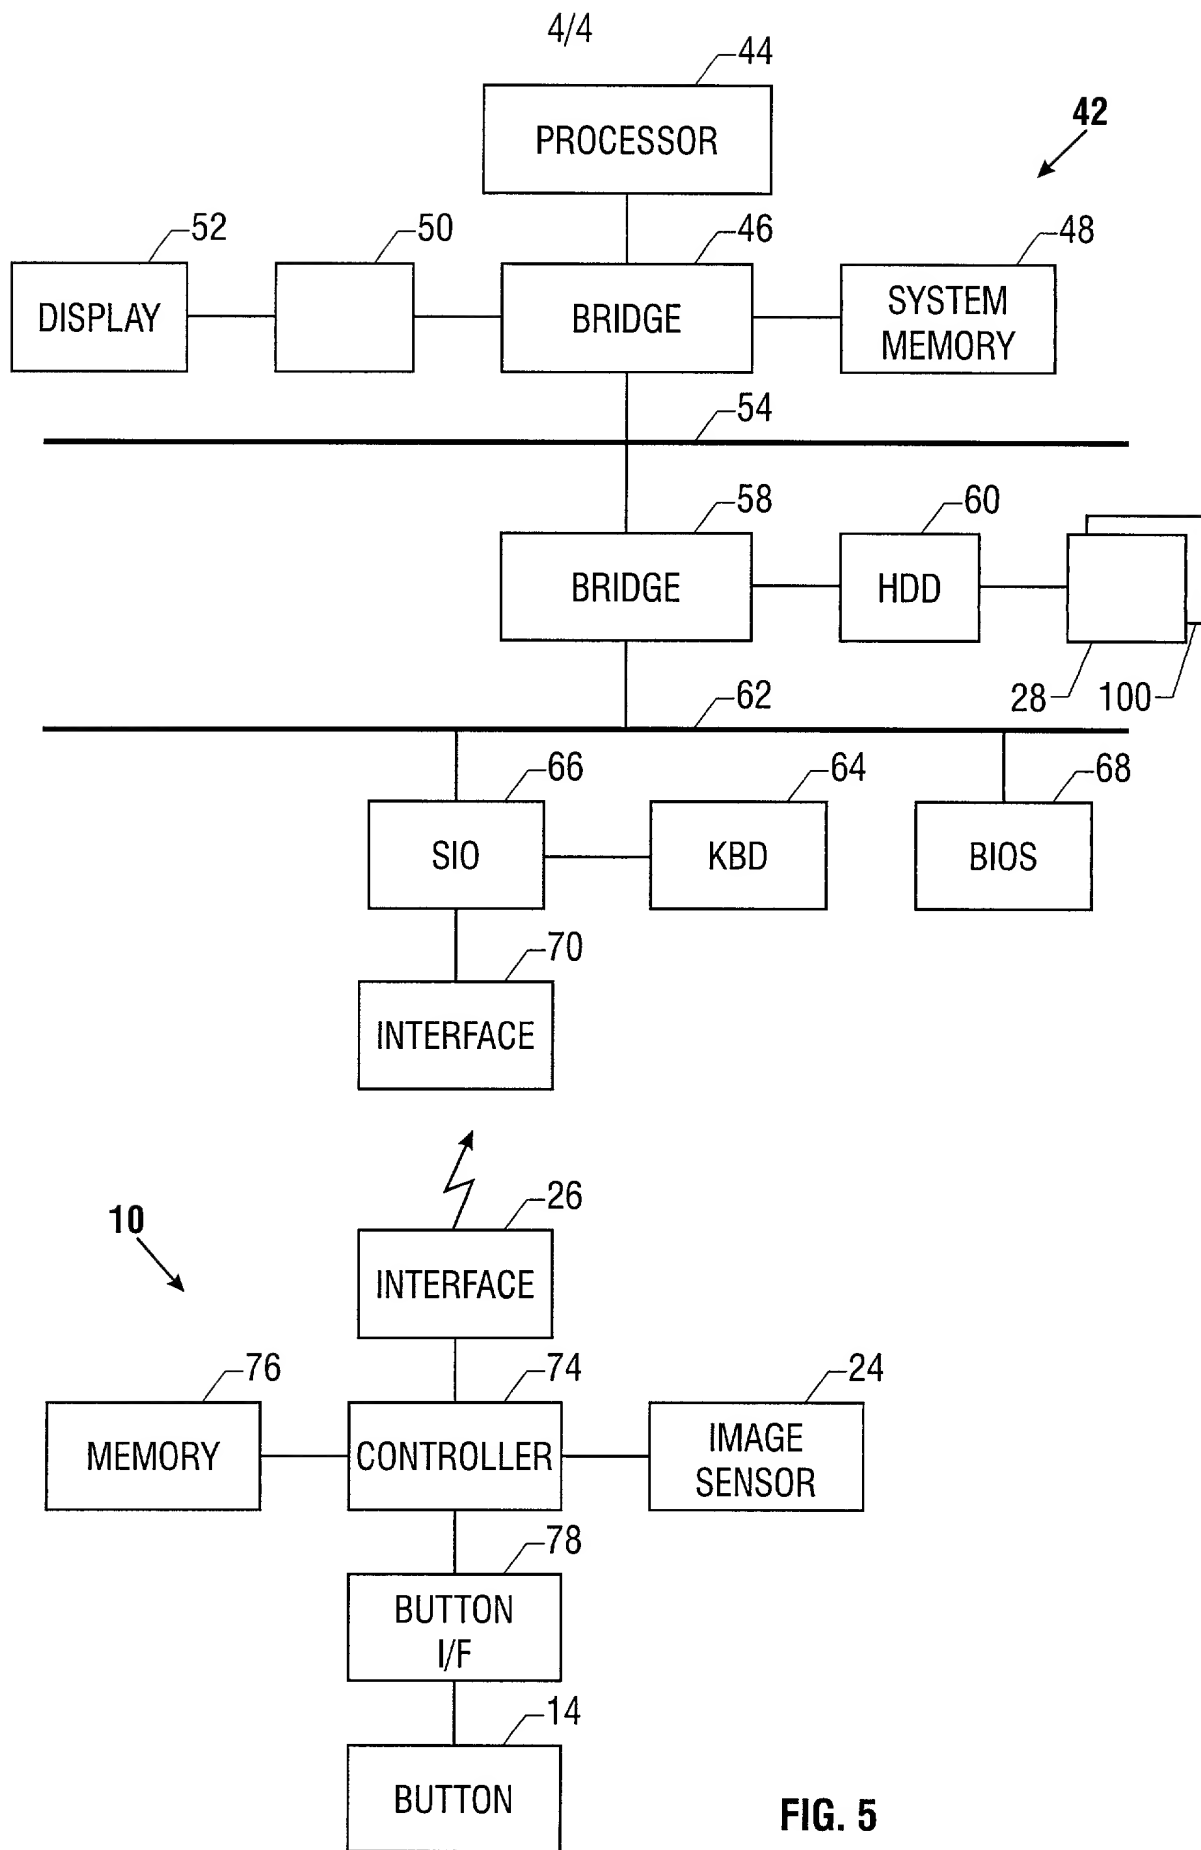 4/4
44
PROCESSOR
42
52
50
46
48
DISPLAY
BRIDGE
SYSTEM
MEMORY
54
58
60
BRIDGE
HDD
28
100
62
66
64
68
SIO
KBD
BIOS
70
INTERFACE
26
10
INTERFACE
76
74
24
MEMORY
CONTROLLER
IMAGE
SENSOR
78
BUTTON
I/F
14
BUTTON
FIG. 5